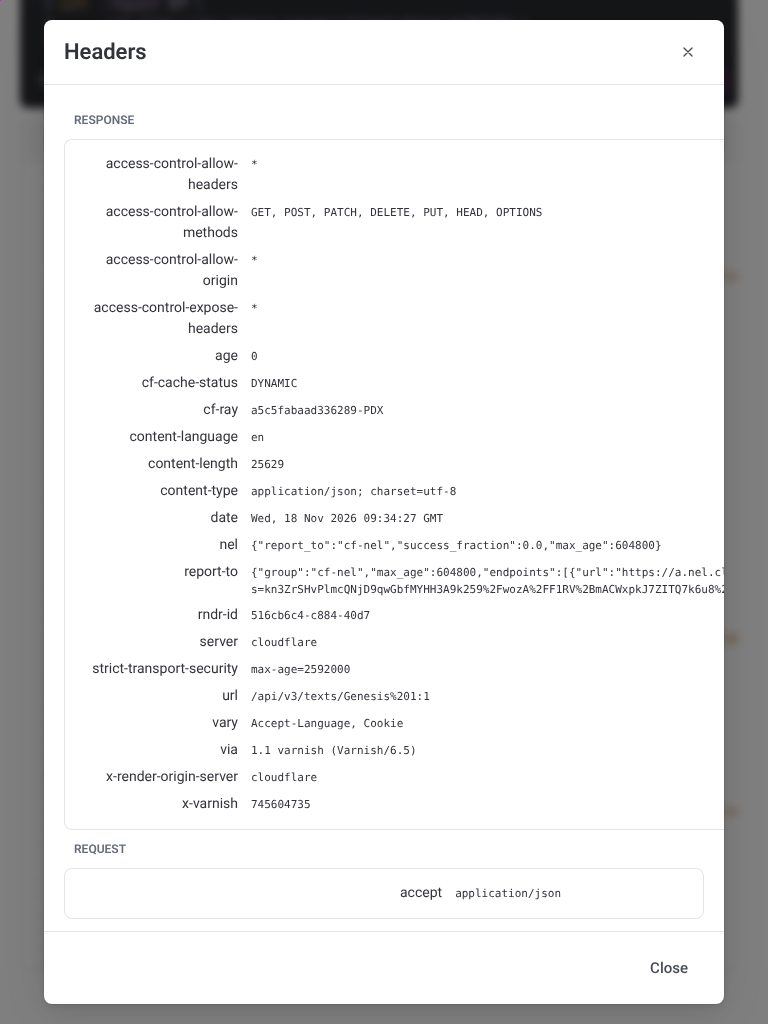 Headers
RESPONSE
access-control-allow-headers *
access-control-allow-methods GET, POST, PATCH, DELETE, PUT, HEAD, OPTIONS
access-control-allow-origin *
access-control-expose-headers *
age 0
cf-cache-status DYNAMIC
cf-ray a5c5fabaad336289-PDX
content-language en
content-length 25629
content-type application/json; charset=utf-8
date Wed, 18 Nov 2026 09:34:27 GMT
nel {"report_to":"cf-nel","success_fraction":0.0,"max_age":604800}
report-to {"group":"cf-nel","max_age":604800,"endpoints":[{"url":"https://a.nel.cl
s=kn3ZrSHvPlmcQNjD9qwGbfMYHH3A9k259%2FwozA%2FF1RV%2BmACWxpkJ7ZITQ7k6u8%2
rndr-id 516cb6c4-c884-40d7
server cloudflare
strict-transport-security max-age=2592000
url /api/v3/texts/Genesis%201:1
vary Accept-Language, Cookie
via 1.1 varnish (Varnish/6.5)
x-render-origin-server cloudflare
x-varnish 745604735
REQUEST
accept application/json
Close